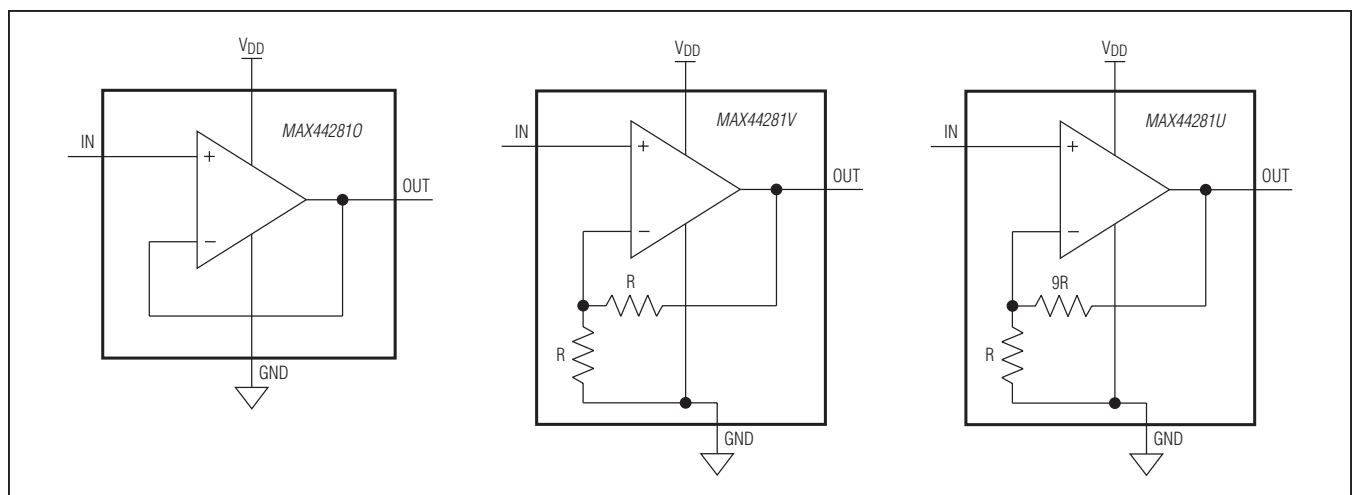 VDD
MAX44281O
IN
+
OUT
−
GND
VDD
MAX44281V
IN
+
OUT
−
R
R
GND
VDD
MAX44281U
IN
+
OUT
−
9R
R
GND